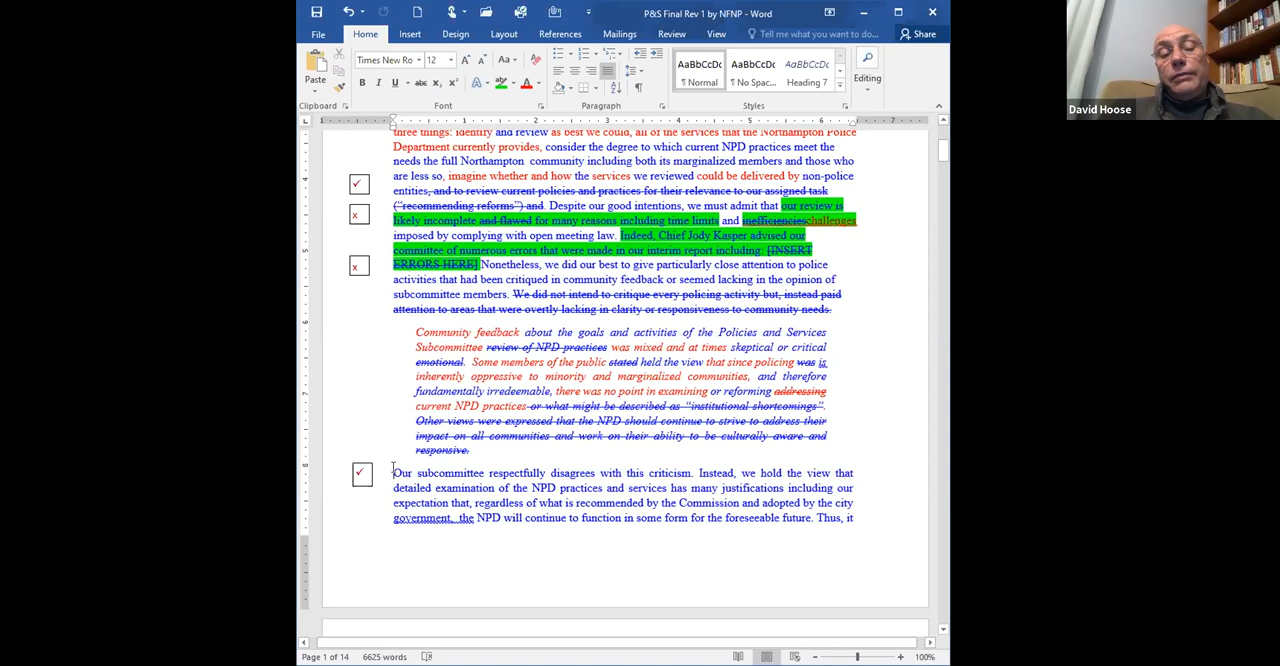 P&S Final Rev 1 by NFNP - Word
File Home Insert Design Layout References Mailings Review View Tell me what you want to do... Share
Times New Ro 12
Paste
Clipboard Font Paragraph Styles
AaBbCcDc AaBbCcDc AaBbCcDc
¶ Normal ¶ No Spac... Heading 7
Editing
David Hoose
three things: identify and review as best we could, all of the services that the Northampton Police
Department currently provides, consider the degree to which current NPD practices meet the
needs the full Northampton community including both its marginalized members and those who
are less so, imagine whether and how the services we reviewed could be delivered by non-police
entities, and to review current policies and practices for their relevance to our assigned task
("recommending reforms") and. Despite our good intentions, we must admit that our review is
likely incomplete and flawed for many reasons including time limits and inefficiencieschallenges
imposed by complying with open meeting law. Indeed, Chief Jody Kasper advised our
committee of numerous errors that were made in our interim report including: [INSERT
ERRORS HERE] Nonetheless, we did our best to give particularly close attention to police
activities that had been critiqued in community feedback or seemed lacking in the opinion of
subcommittee members. We did not intend to critique every policing activity but, instead paid
attention to areas that were overtly lacking in clarity or responsiveness to community needs.
Community feedback about the goals and activities of the Policies and Services
Subcommittee review of NPD practices was mixed and at times skeptical or critical
emotional. Some members of the public stated held the view that since policing was is,
inherently oppressive to minority and marginalized communities, and therefore
fundamentally irredeemable, there was no point in examining or reforming addressing
current NPD practices or what might be described as "institutional shortcomings".
Other views were expressed that the NPD should continue to strive to address their
impact on all communities and work on their ability to be culturally aware and
responsive.
Our subcommittee respectfully disagrees with this criticism. Instead, we hold the view that
detailed examination of the NPD practices and services has many justifications including our
expectation that, regardless of what is recommended by the Commission and adopted by the city
government, the NPD will continue to function in some form for the foreseeable future. Thus, it
Page 1 of 14 6625 words 100%